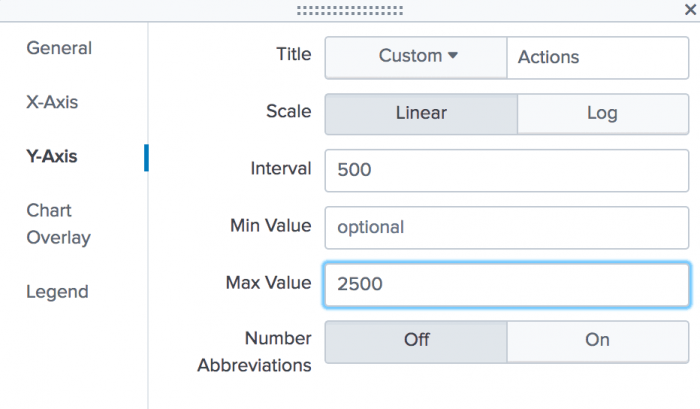 General
X-Axis
Y-Axis
Chart
Overlay
Legend
Title Custom Actions
Scale Linear Log
Interval 500
Min Value optional
Max Value 2500
Number
Abbreviations Off On